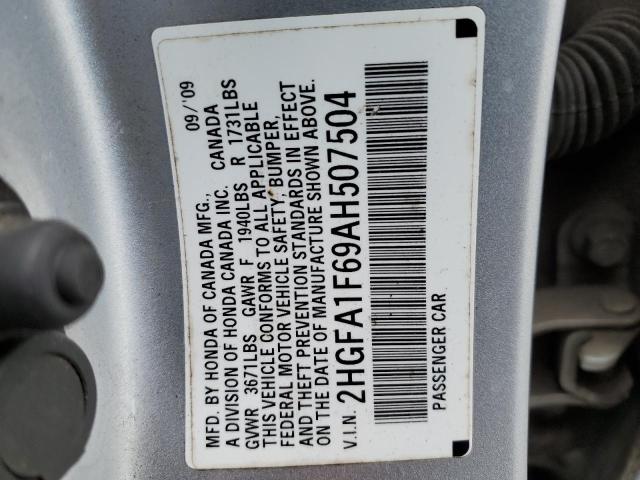 MFD. BY HONDA OF CANADA MFG., 09/'09
A DIVISION OF HONDA CANADA INC. CANADA
GVWR 3671LBS GAWR F 1940LBS R 1731LBS
THIS VEHICLE CONFORMS TO ALL APPLICABLE
FEDERAL MOTOR VEHICLE SAFETY, BUMPER,
AND THEFT PREVENTION STANDARDS IN EFFECT
ON THE DATE OF MANUFACTURE SHOWN ABOVE.
V.I.N. 2HGFA1F69AH507504
PASSENGER CAR